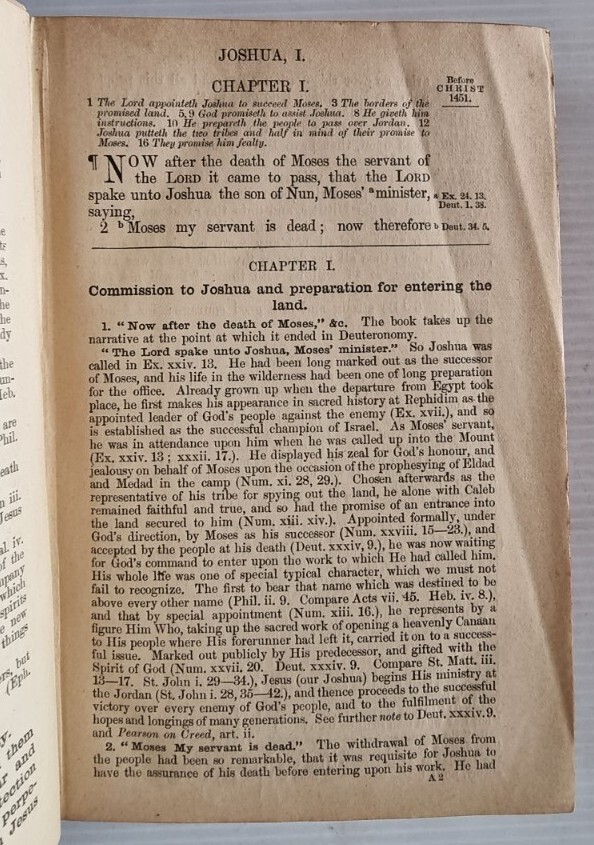 JOSHUA, I.
CHAPTER I.
Before
CHRIST
1451.
1 The Lord appointeth Joshua to succeed Moses. 3 The borders of the
promised land. 5, 9 God promiseth to assist Joshua. 8 He giveth him
instructions. 10 He prepareth the people to pass over Jordan. 12
Joshua putteth the two tribes and half in mind of their promise to
Moses. 16 They promise him fealty.
¶ NOW after the death of Moses the servant of
the LORD it came to pass, that the LORD
spake unto Joshua the son of Nun, Moses' a minister,
saying,
a Ex. 24. 13.
Deut. 1. 38.
2 b Moses my servant is dead; now therefore
b Deut. 34. 5.
CHAPTER I.
Commission to Joshua and preparation for entering the
land.
1. "Now after the death of Moses," &c. The book takes up the
narrative at the point at which it ended in Deuteronomy.
"The Lord spake unto Joshua, Moses' minister." So Joshua was
called in Ex. xxiv. 13. He had been long marked out as the successor
of Moses, and his life in the wilderness had been one of long preparation
for the office. Already grown up when the departure from Egypt took
place, he first makes his appearance in sacred history at Rephidim as the
appointed leader of God's people against the enemy (Ex. xvii.), and so
is established as the successful champion of Israel. As Moses' servant,
he was in attendance upon him when he was called up into the Mount
(Ex. xxiv. 13; xxxii. 17.). He displayed his zeal for God's honour, and
jealousy on behalf of Moses upon the occasion of the prophesying of Eldad
and Medad in the camp (Num. xi. 28, 29.). Chosen afterwards as the
representative of his tribe for spying out the land, he alone with Caleb
remained faithful and true, and so had the promise of an entrance into
the land secured to him (Num. xiii. xiv.). Appointed formally, under
God's direction, by Moses as his successor (Num. xxviii. 15—23.), and
accepted by the people at his death (Deut. xxxiv, 9.), he was now waiting
for God's command to enter upon the work to which He had called him.
His whole life was one of special typical character, which we must not
fail to recognize. The first to bear that name which was destined to be
above every other name (Phil. ii. 9. Compare Acts vii. 45. Heb. iv. 8.),
and that by special appointment (Num. xiii. 16.), he represents by a
figure Him Who, taking up the sacred work of opening a heavenly Canaan
to His people where His forerunner had left it, carried it on to a success-
ful issue. Marked out publicly by His predecessor, and gifted with the
Spirit of God (Num. xxvii. 20. Deut. xxxiv. 9. Compare St. Matt. iii.
13—17. St. John i. 29—34.), Jesus (our Joshua) begins His ministry at
the Jordan (St. John i. 28, 35—42.), and thence proceeds to the successful
victory over every enemy of God's people, and to the fulfilment of the
hopes and longings of many generations. See further note to Deut. xxxiv. 9.
and Pearson on Creed, art. ii.
2. "Moses My servant is dead." The withdrawal of Moses from
the people had been so remarkable, that it was requisite for Joshua to
have the assurance of his death before entering upon his work. He had
A 2